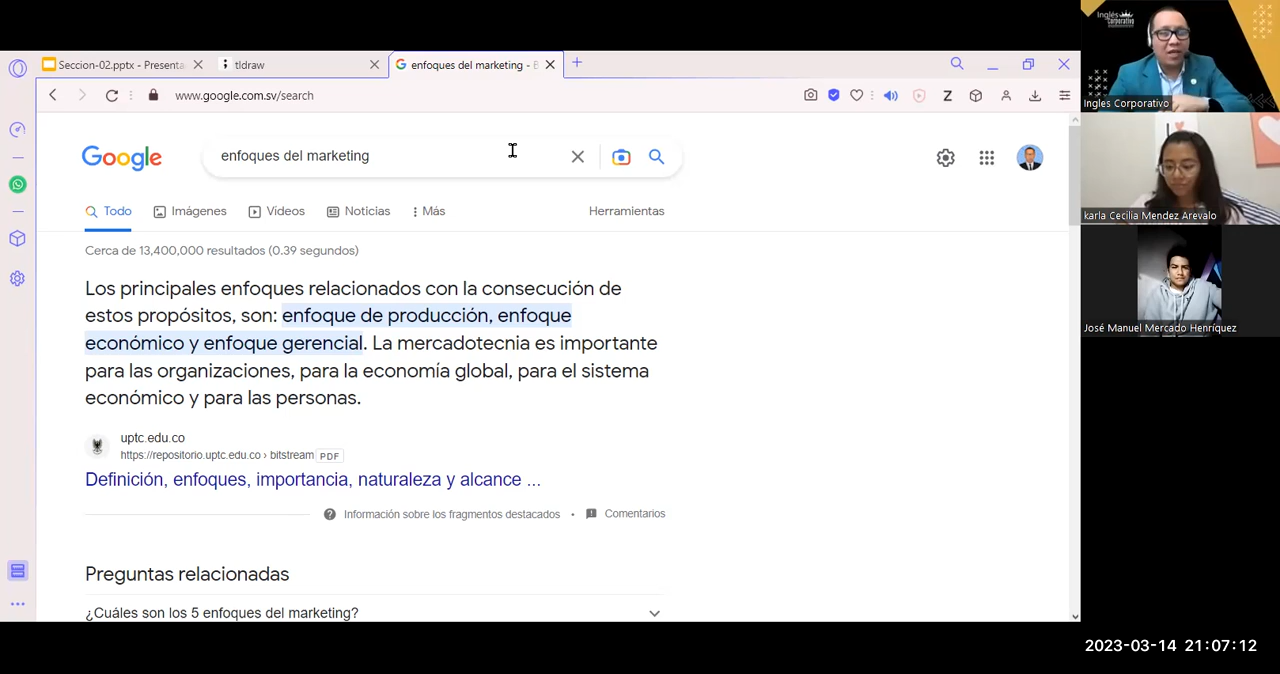 Seccion-02.pptx - Presenta
tldraw
enfoques del marketing - B
www.google.com.sv/search
Google
enfoques del marketing
Todo
Imágenes
Vídeos
Noticias
Más
Herramientas
Cerca de 13,400,000 resultados (0.39 segundos)
Los principales enfoques relacionados con la consecución de
estos propósitos, son: enfoque de producción, enfoque
económico y enfoque gerencial. La mercadotecnia es importante
para las organizaciones, para la economía global, para el sistema
económico y para las personas.
uptc.edu.co
https://repositorio.uptc.edu.co › bitstream PDF
Definición, enfoques, importancia, naturaleza y alcance ...
Información sobre los fragmentos destacados
Comentarios
Preguntas relacionadas
¿Cuáles son los 5 enfoques del marketing?
Inglés
Corporativo
Ingles Corporativo
karla Cecilia Mendez Arevalo
José Manuel Mercado Henríquez
2023-03-14 21:07:12